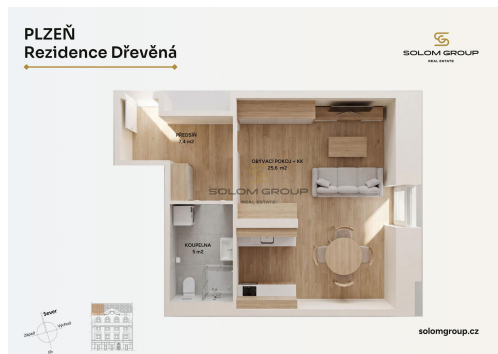 PLZEŇ
Rezidence Dřevěná
SOLOM GROUP
REAL ESTATE
PŘEDSÍŇ
7,4 m2
OBÝVACÍ POKOJ + KK
25,6 m2
SOLOM GROUP
REAL ESTATE
KOUPELNA
5 m2
Sever
Západ
Východ
Jih
solomgroup.cz